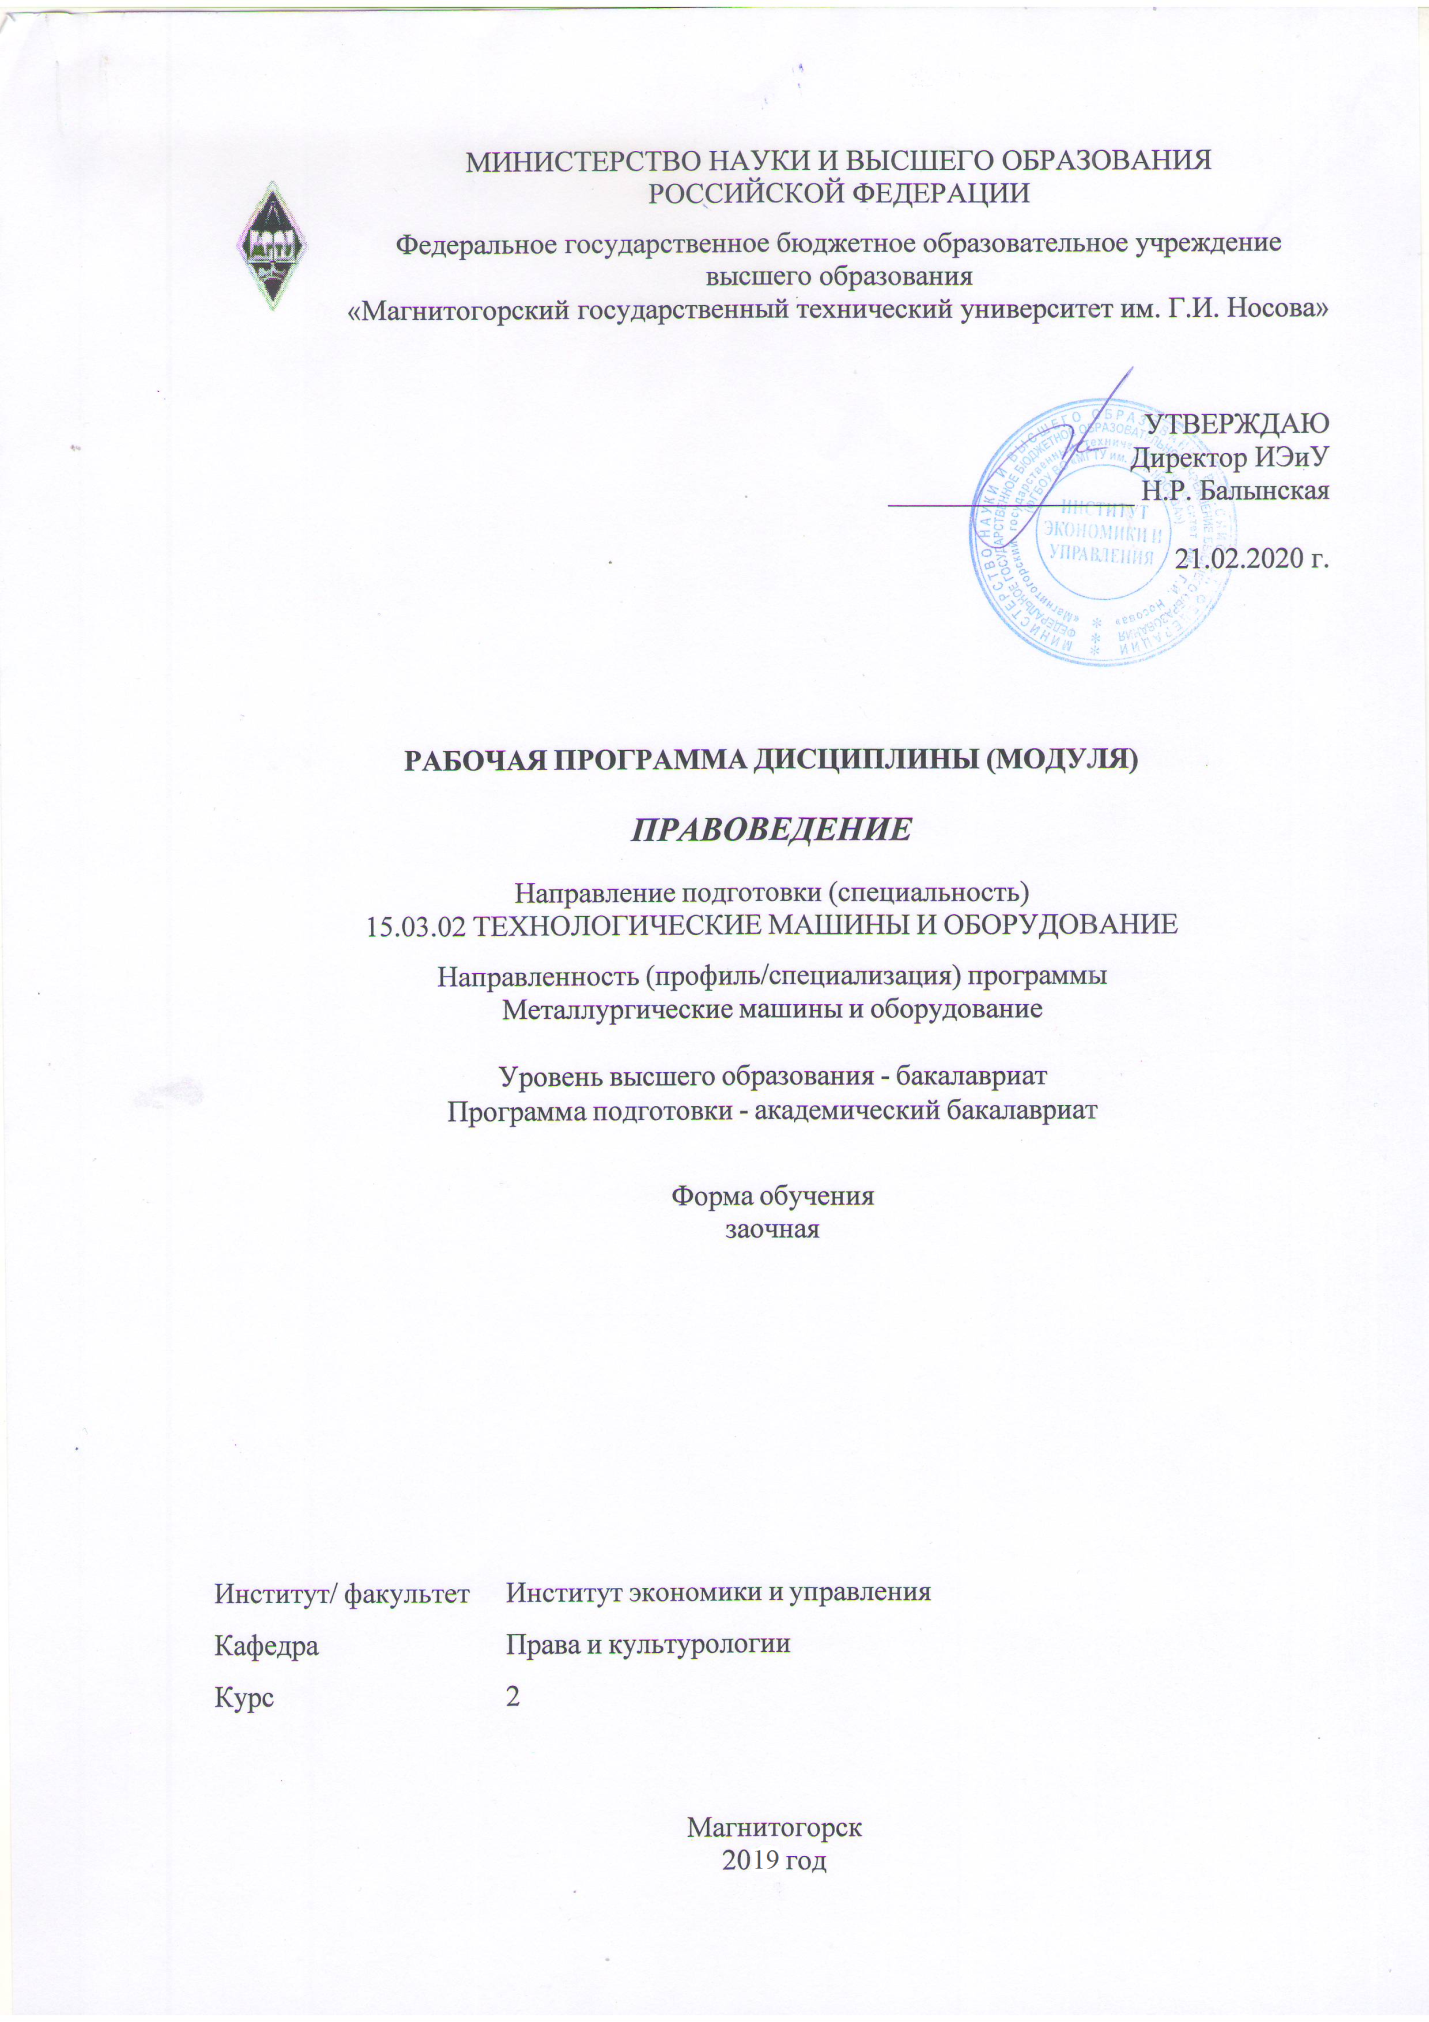 МИНИСТЕРСТВО НАУКИ И ВЫСШЕГО ОБРАЗОВАНИЯ
РОССИЙСКОЙ ФЕДЕРАЦИИ
Федеральное государственное бюджетное образовательное учреждение
высшего образования
«Магнитогорский государственный технический университет им. Г.И. Носова»
УТВЕРЖДАЮ
Директор ИЭиУ
Н.Р. Балынская
ИНСТИТУТ
ЭКОНОМИКИ И
УПРАВЛЕНИЯ
21.02.2020 г.
РАБОЧАЯ ПРОГРАММА ДИСЦИПЛИНЫ (МОДУЛЯ)
ПРАВОВЕДЕНИЕ
Направление подготовки (специальность)
15.03.02 ТЕХНОЛОГИЧЕСКИЕ МАШИНЫ И ОБОРУДОВАНИЕ
Направленность (профиль/специализация) программы
Металлургические машины и оборудование
Уровень высшего образования - бакалавриат
Программа подготовки - академический бакалавриат
Форма обучения
заочная
Институт/ факультет Институт экономики и управления
Кафедра Права и культурологии
Курс 2
Магнитогорск
2019 год